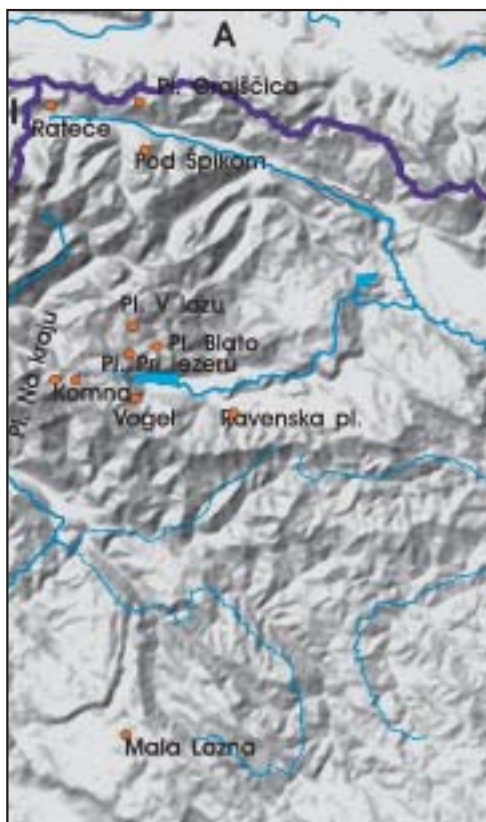 A
Pl. Grajščica
I
Rateče
Pod Špikom
Pl. V lazu
Pl. Blato
Pl. Pri jezeru
Pl. Na kraju
Komna
Vogel
Ravenska pl.
Mala Lazna